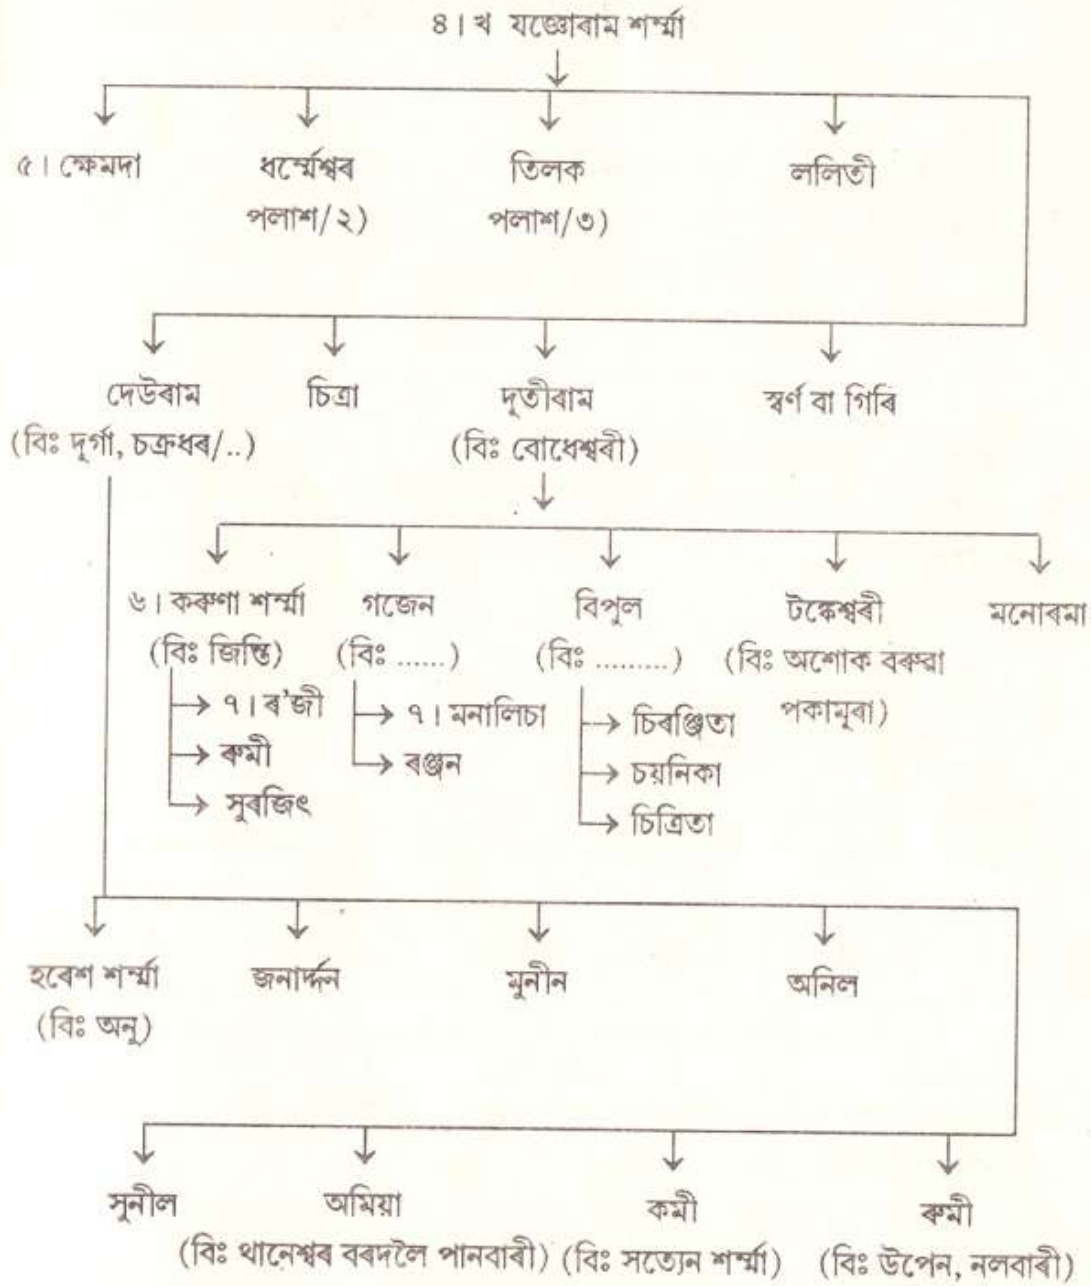 ৪। খ যজ্ঞোৰাম শৰ্ম্মা
৫। ক্ষেমদা ধৰ্ম্মেশ্বৰ তিলক ললিতী
পলাশ/২) পলাশ/৩)
দেউৰাম চিত্ৰা দূতীৰাম স্বৰ্ণ বা গিৰি
(বিঃ দূৰ্গা, চক্ৰধৰ/..) (বিঃ বোধেশ্বৰী)
৬। কৰুণা শৰ্ম্মা গজেন বিপুল টঙ্কেশ্বৰী মনোৰমা
(বিঃ জিন্তি) (বিঃ ......) (বিঃ .........) (বিঃ অশোক বৰুৱা
৭। ৰ'জী ৭। মনালিচা চিৰঞ্জিতা পকামূৰা)
ৰুমী ৰঞ্জন চয়নিকা
সূৰজিৎ চিত্ৰিতা
হৰেশ শৰ্ম্মা জনাৰ্দ্দন মুনীন অনিল
(বিঃ অনু)
সুনীল অমিয়া কমী ৰুমী
(বিঃ থানেশ্বৰ বৰদলৈ পানবাৰী) (বিঃ সত্যেন শৰ্ম্মা) (বিঃ উপেন, নলবাৰী)